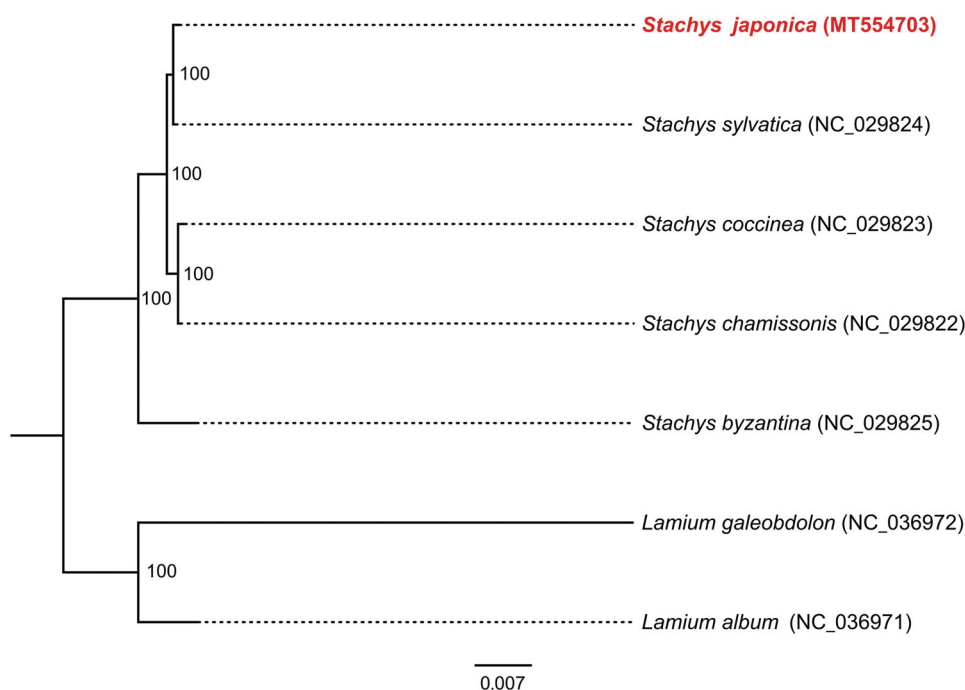 Stachys japonica (MT554703)
100
Stachys sylvatica (NC_029824)
100
Stachys coccinea (NC_029823)
100
100
Stachys chamissonis (NC_029822)
Stachys byzantina (NC_029825)
Lamium galeobdolon (NC_036972)
100
Lamium album (NC_036971)
0.007